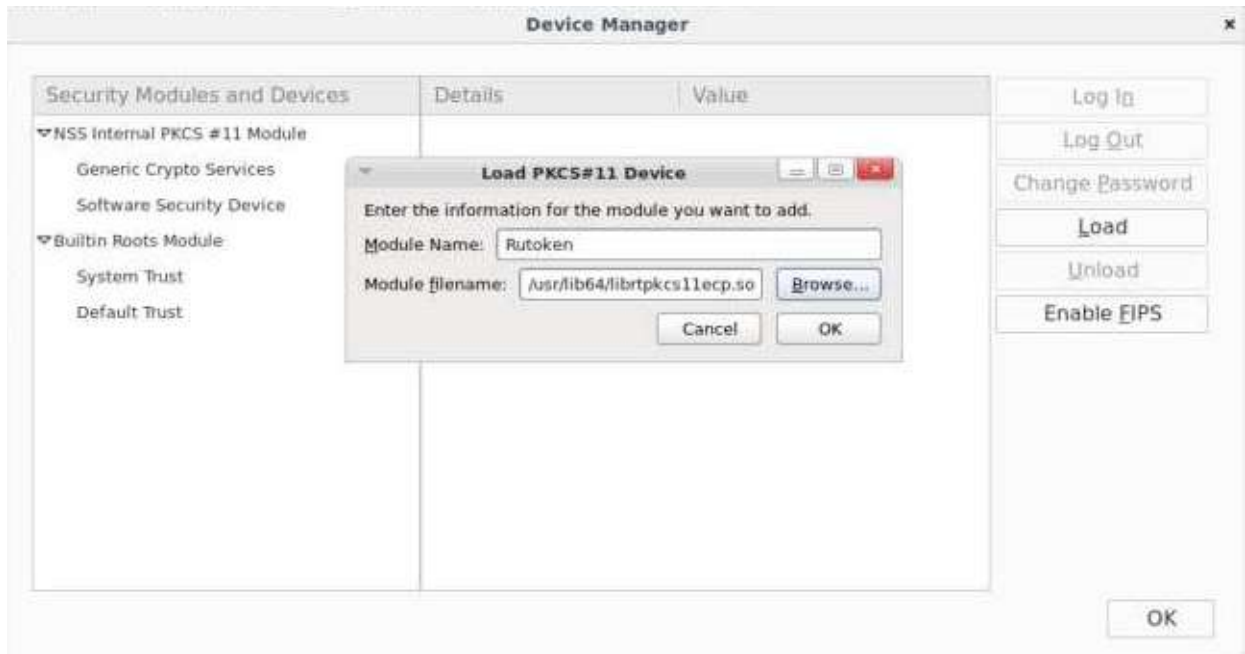 Device Manager
Security Modules and Devices
Details
Value
NSS Internal PKCS #11 Module
Generic Crypto Services
Software Security Device
Builtin Roots Module
System Trust
Default Trust
Load PKCS#11 Device
Enter the information for the module you want to add.
Module Name: Rutoken
Module filename: /usr/lib64/librtpkcs11ecp.so Browse...
Cancel OK
Log In
Log Out
Change Password
Load
Unload
Enable FIPS
OK